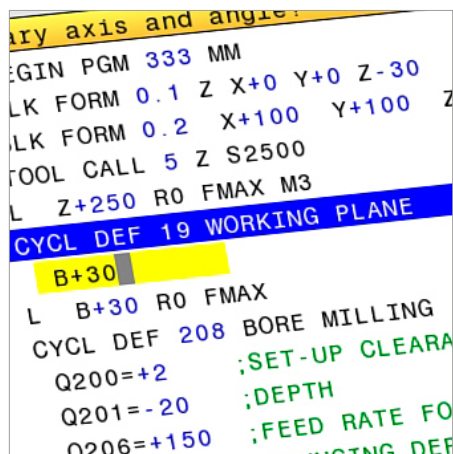 ary axis and angle?
EGIN PGM 333 MM
LK FORM 0.1 Z X+0 Y+0 Z-30
LK FORM 0.2 X+100 Y+100 Z
TOOL CALL 5 Z S2500
L Z+250 R0 FMAX M3
CYCL DEF 19 WORKING PLANE
B+30
L B+30 R0 FMAX
CYCL DEF 208 BORE MILLING
Q200=+2 ;SET-UP CLEARA
Q201=-20 ;DEPTH
Q206=+150 ;FEED RATE FO